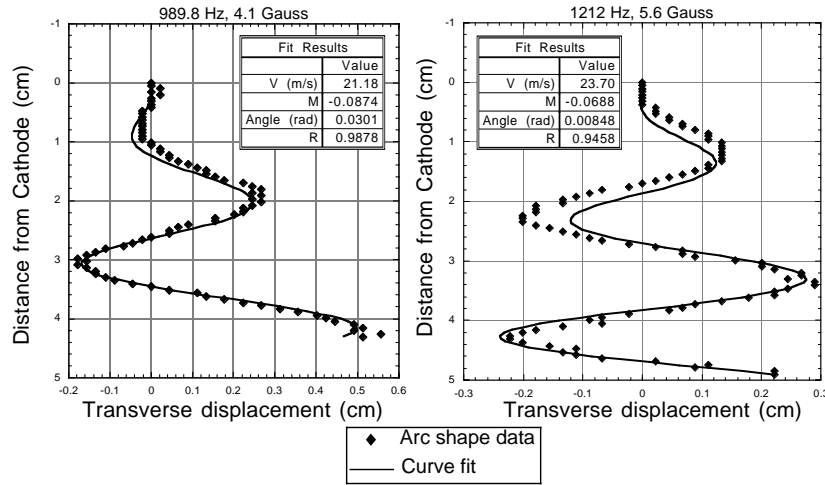 989.8 Hz, 4.1 Gauss
Fit Results
Value
V (m/s) 21.18
M -0.0874
Angle (rad) 0.0301
R 0.9878
Distance from Cathode (cm)
-1
0
1
2
3
4
5
-0.2 -0.1 0 0.1 0.2 0.3 0.4 0.5 0.6
Transverse displacement (cm)
1212 Hz, 5.6 Gauss
Fit Results
Value
V (m/s) 23.70
M -0.0688
Angle (rad) 0.00848
R 0.9458
Distance from Cathode (cm)
-1
0
1
2
3
4
5
-0.3 -0.2 -0.1 0 0.1 0.2 0.3
Transverse displacement (cm)
Arc shape data
Curve fit